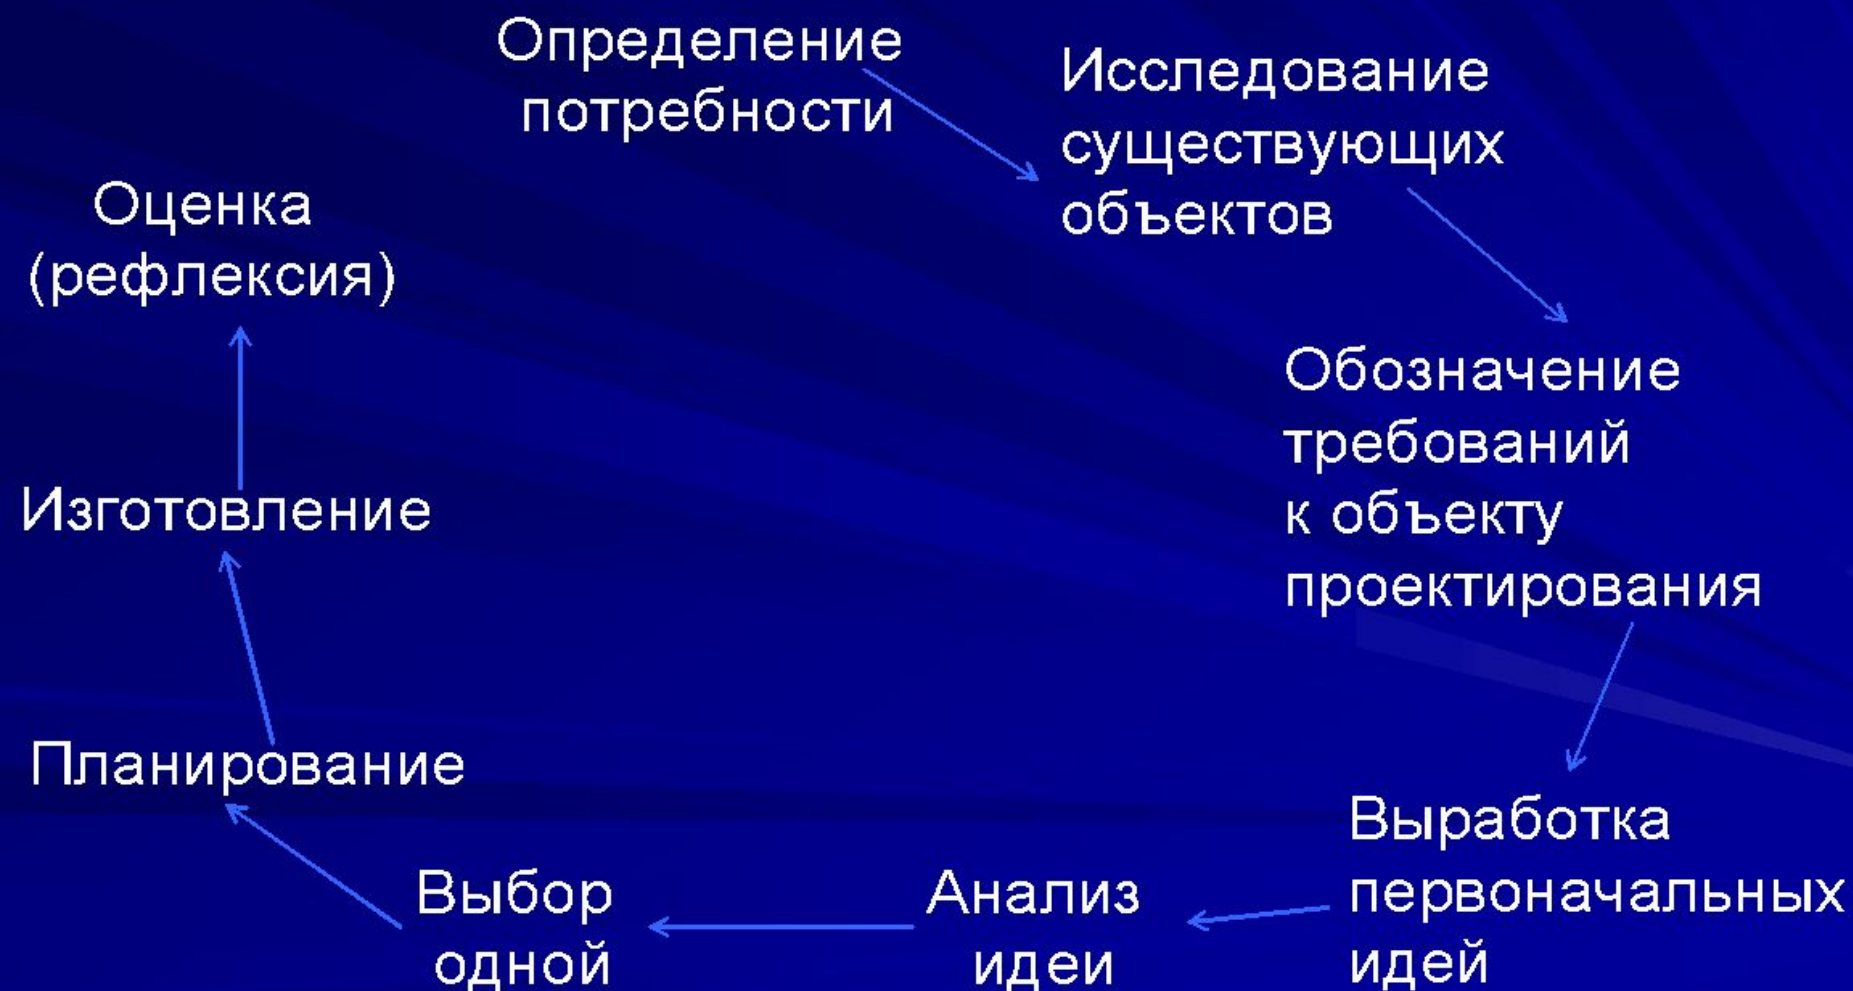 Определение
потребности
Исследование
существующих
объектов
Обозначение
требований
к объекту
проектирования
Выработка
первоначальных
идей
Анализ
идеи
Выбор
одной
Планирование
Изготовление
Оценка
(рефлексия)